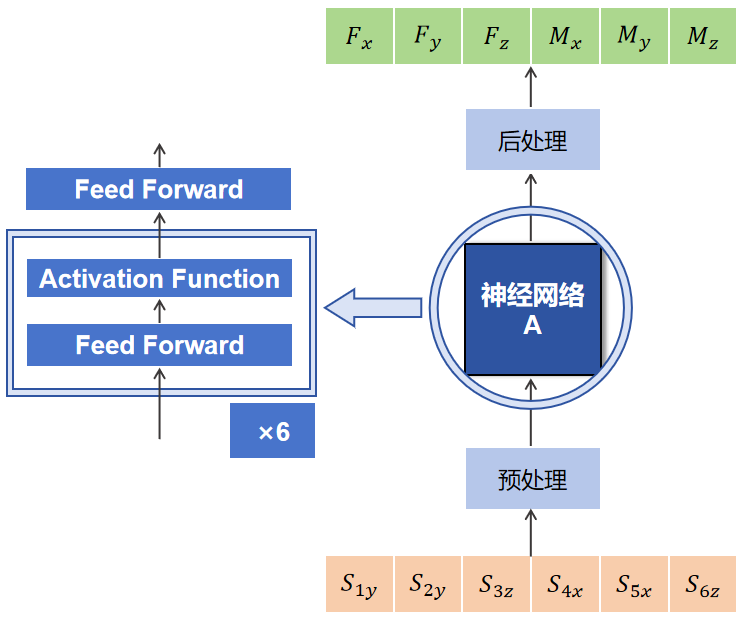 F_x F_y F_z M_x M_y M_z
后处理
Feed Forward
Activation Function
神经网络
A
Feed Forward
×6
预处理
S_{1y} S_{2y} S_{3z} S_{4x} S_{5x} S_{6z}